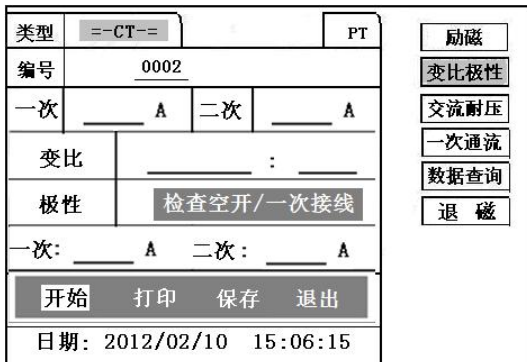 类型 =-CT-= PT
编号 0002
一次 A 二次 A
变比 :
极性 检查空开/一次接线
一次: A 二次: A
开始 打印 保存 退出
日期: 2012/02/10 15:06:15
励磁
变比极性
交流耐压
一次通流
数据查询
退 磁